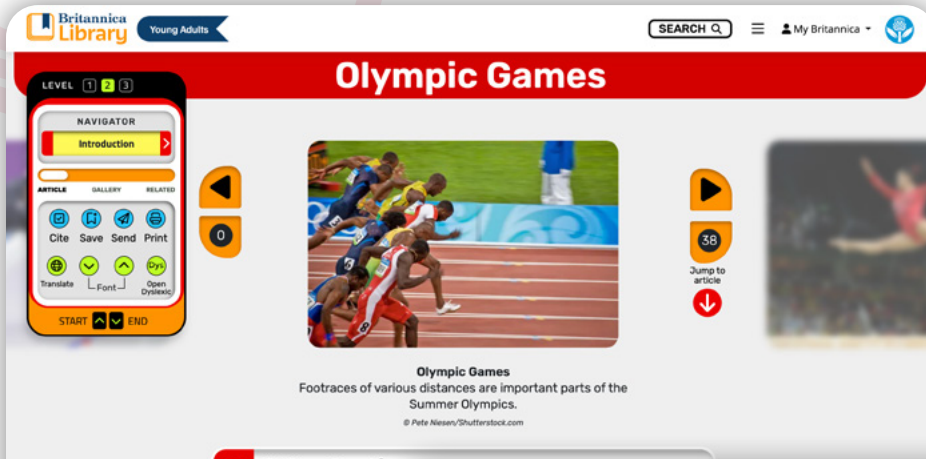 Britannica
Library
Young Adults
SEARCH
My Britannica
Olympic Games
LEVEL 1 2 3
NAVIGATOR
Introduction
ARTICLE GALLERY RELATED
Cite Save Send Print
Dys
Translate Font Open
Dyslexic
START END
0
38
Jump to
article
Olympic Games
Footraces of various distances are important parts of the
Summer Olympics.
© Pete Niesen/Shutterstock.com